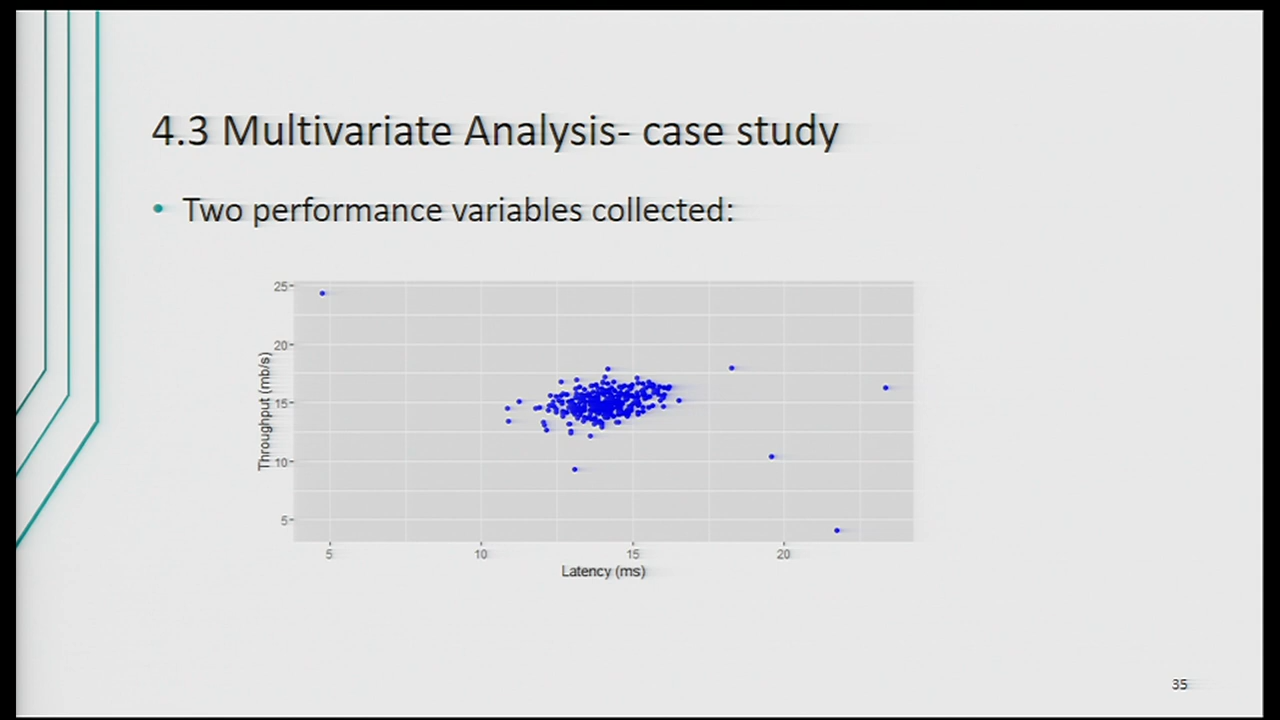 4.3 Multivariate Analysis- case study
• Two performance variables collected:
25
20
15
10
5
Throughput (mb/s)
5 10 15 20
Latency (ms)
35